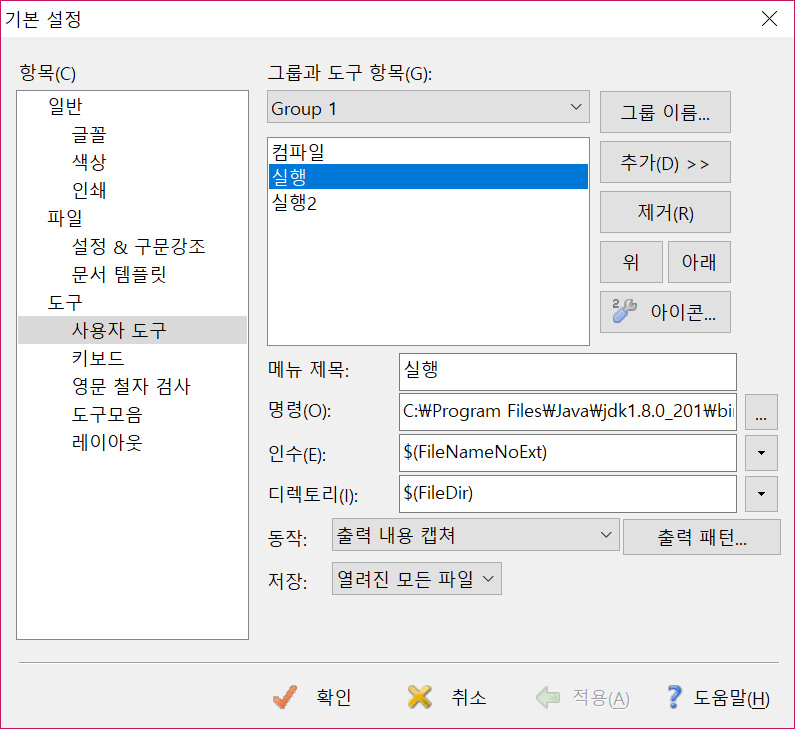 기본 설정
항목(C)
일반
글꼴
색상
인쇄
파일
설정 & 구문강조
문서 템플릿
도구
사용자 도구
키보드
영문 철자 검사
도구모음
레이아웃
그룹과 도구 항목(G):
Group 1
그룹 이름...
컴파일
실행
실행2
추가(D) >>
제거(R)
위
아래
아이콘...
메뉴 제목:
실행
명령(O):
C:₩Program Files₩Java₩jdk1.8.0_201₩bin
...
인수(E):
$(FileNameNoExt)
디렉토리(I):
$(FileDir)
동작:
출력 내용 캡쳐
출력 패턴...
저장:
열려진 모든 파일
확인
취소
적용(A)
도움말(H)